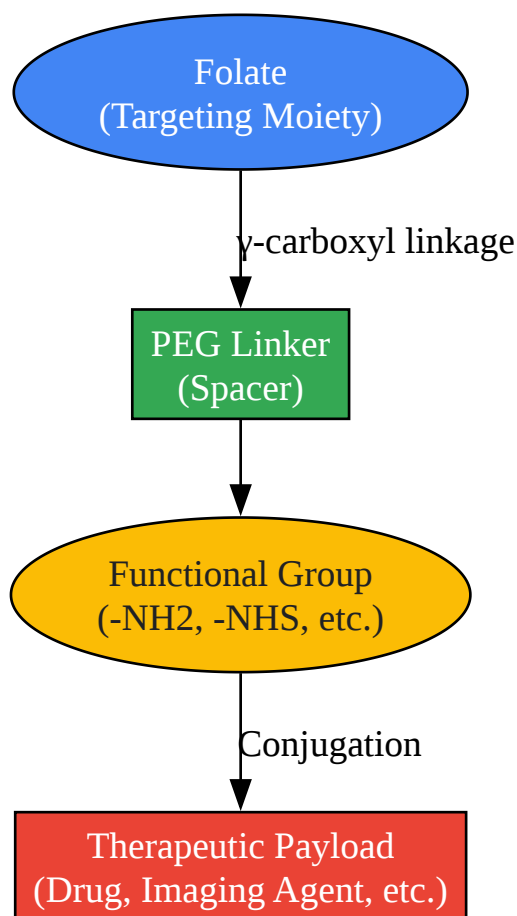 Folate
(Targeting Moiety)
γ-carboxyl linkage
PEG Linker
(Spacer)
Functional Group
(-NH2, -NHS, etc.)
Conjugation
Therapeutic Payload
(Drug, Imaging Agent, etc.)